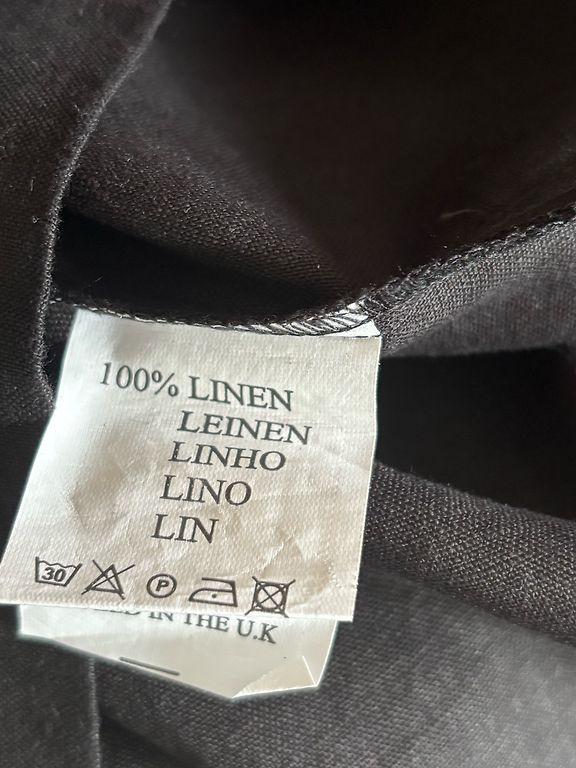 100% LINEN
LEINEN
LINHO
LINO
LIN
30 P
IN THE U.K